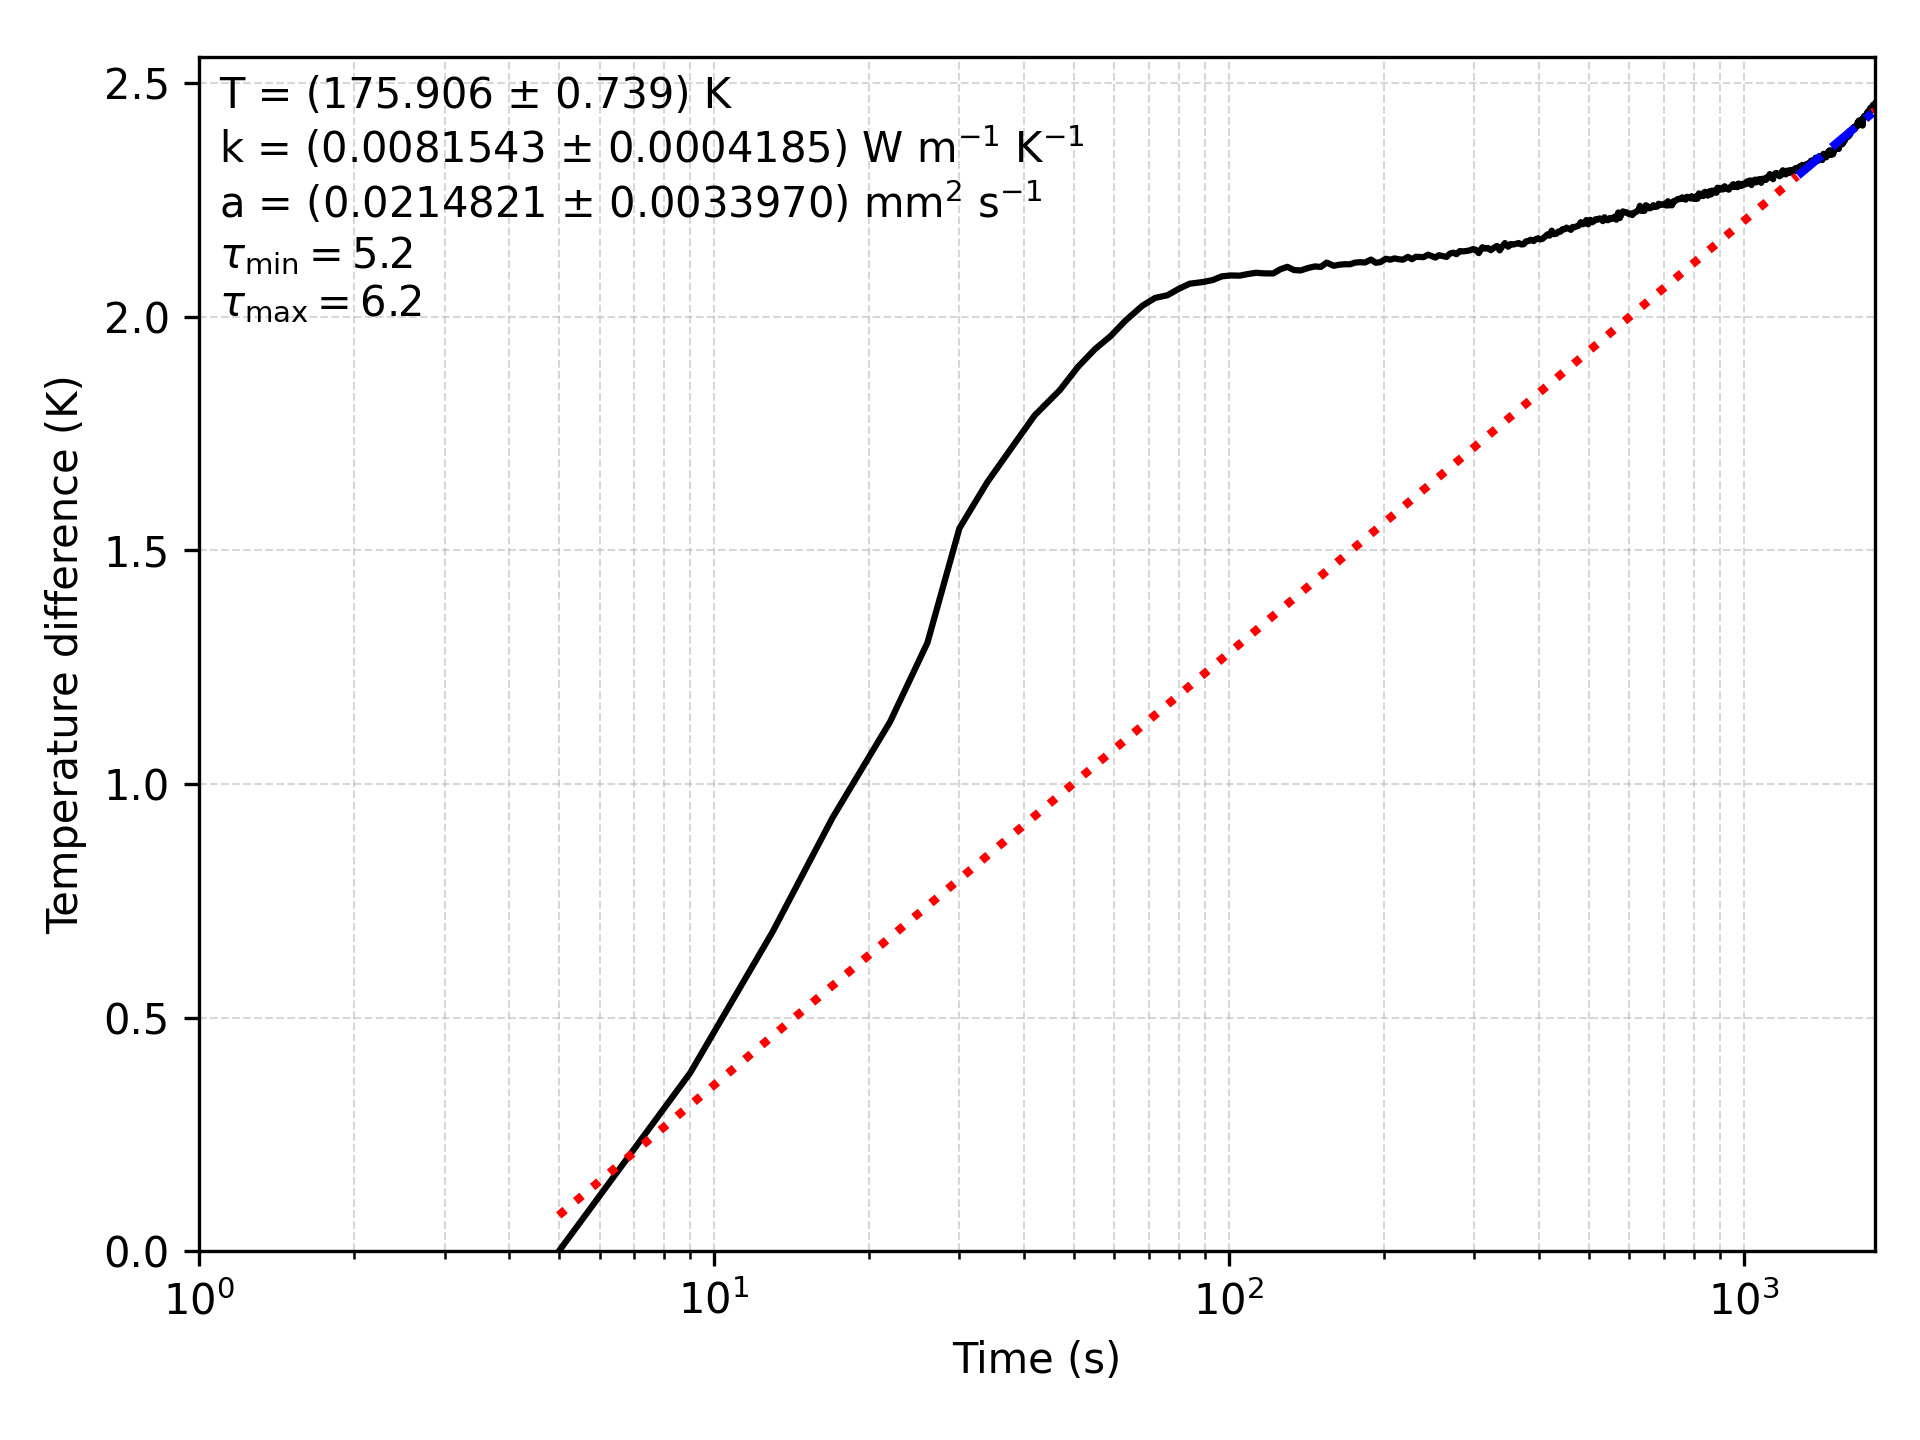 T = (175.906 ± 0.739) K
k = (0.0081543 ± 0.0004185) W m⁻¹ K⁻¹
a = (0.0214821 ± 0.0033970) mm² s⁻¹
τmin = 5.2
τmax = 6.2
2.5
2.0
1.5
1.0
0.5
0.0
Temperature difference (K)
10⁰ 10¹ 10² 10³
Time (s)